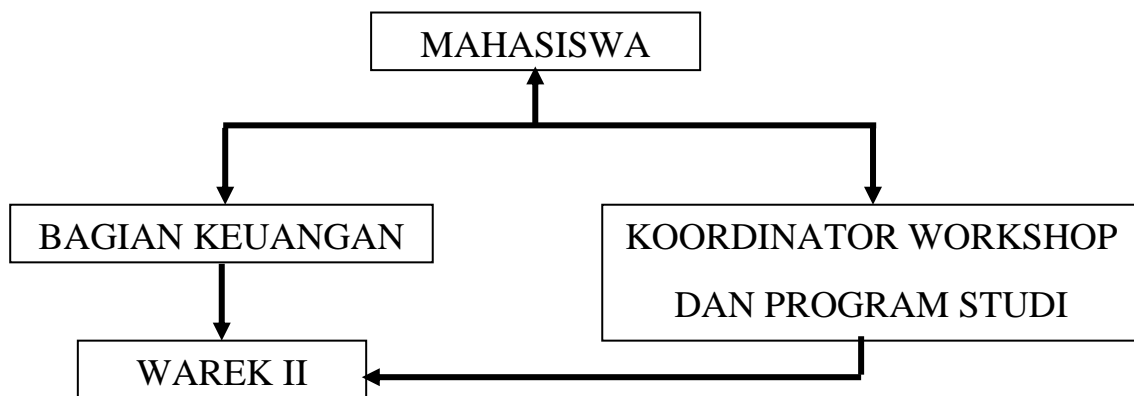 MAHASISWA
BAGIAN KEUANGAN
KOORDINATOR WORKSHOP
DAN PROGRAM STUDI
WAREK II